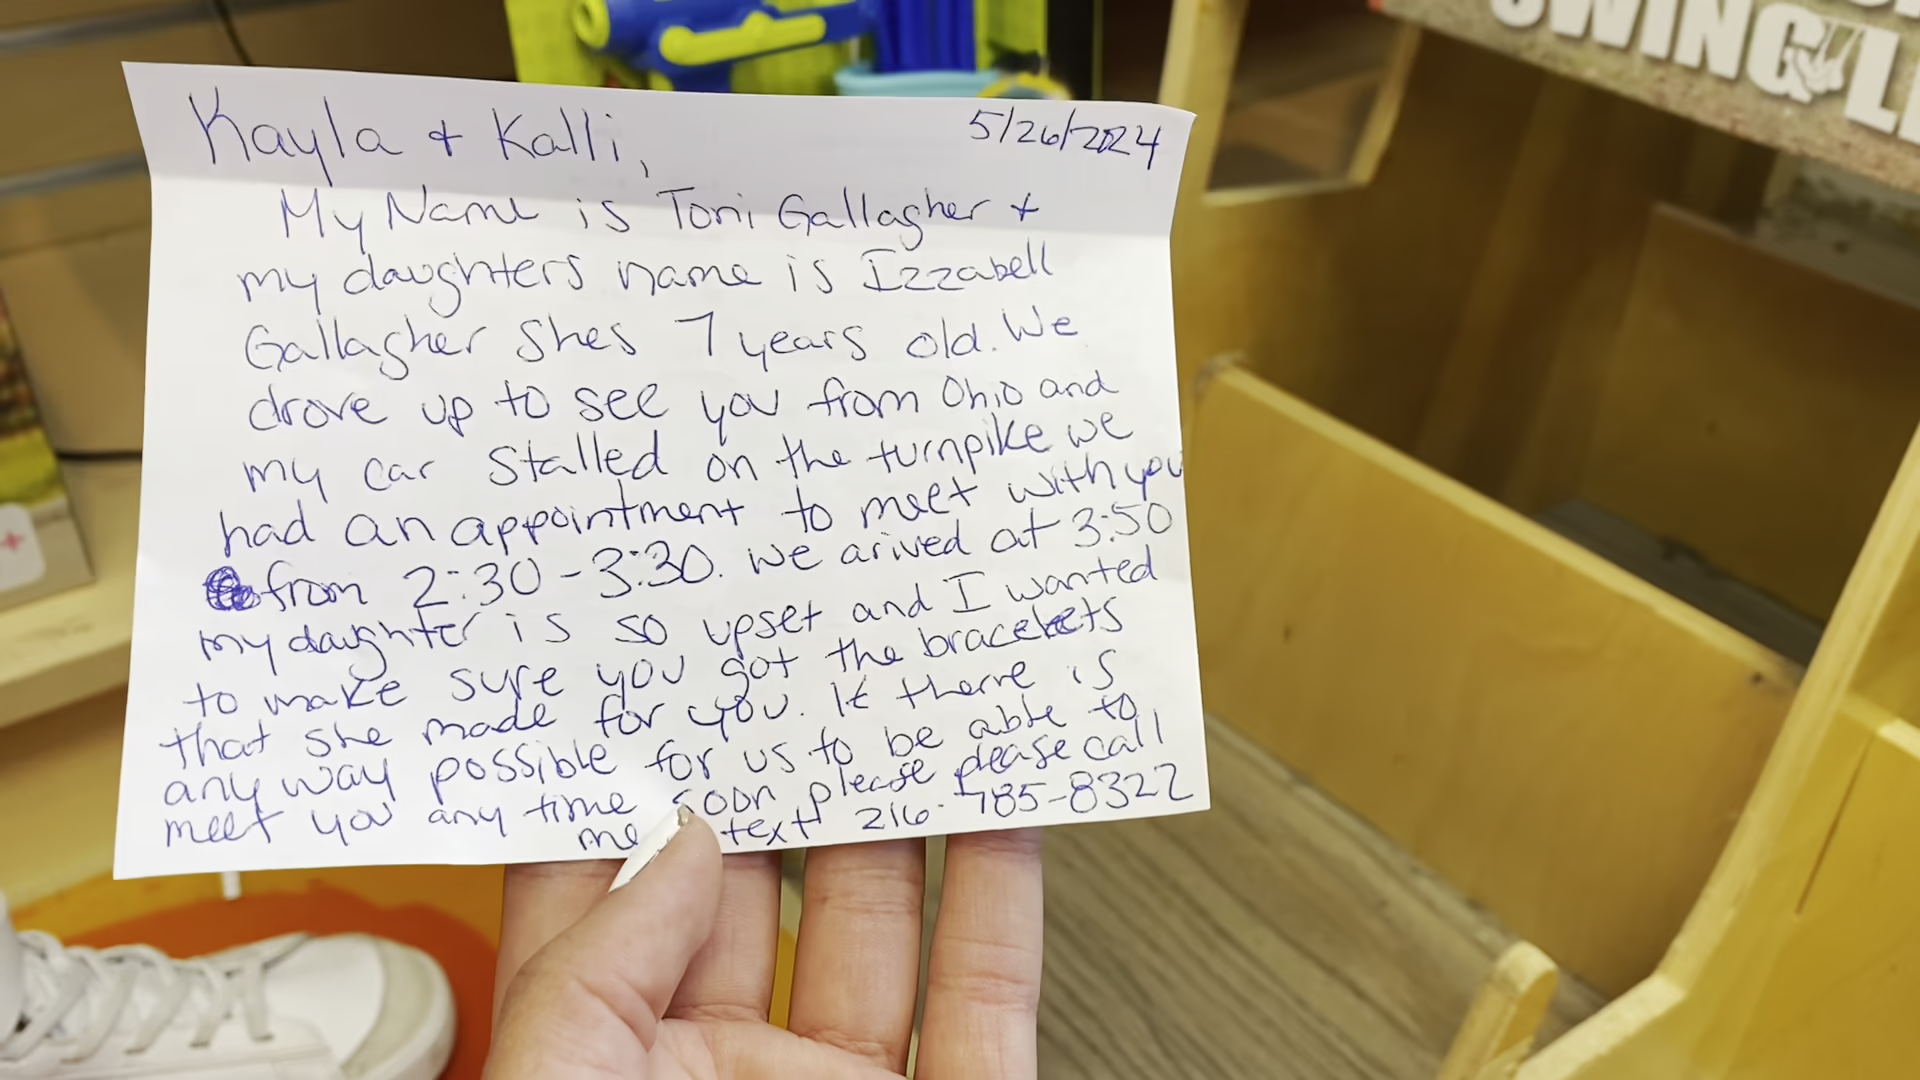 Kayla + Kalli,
5/26/2024
My Name is Toni Gallagher +
my daughters name is Izzabell
Gallagher Shes 7 years old. We
drove up to see you from Ohio and
my car stalled on the turnpike we
had an appointment to meet with you
from 2:30-3:30. we arived at 3:50
my daughter is so upset and I wanted
to make sure you got the bracelets
that she made for you. If therre is
any way possible for us to be able to
meet you any time soon please please call
me text 216-785-8322
SWING